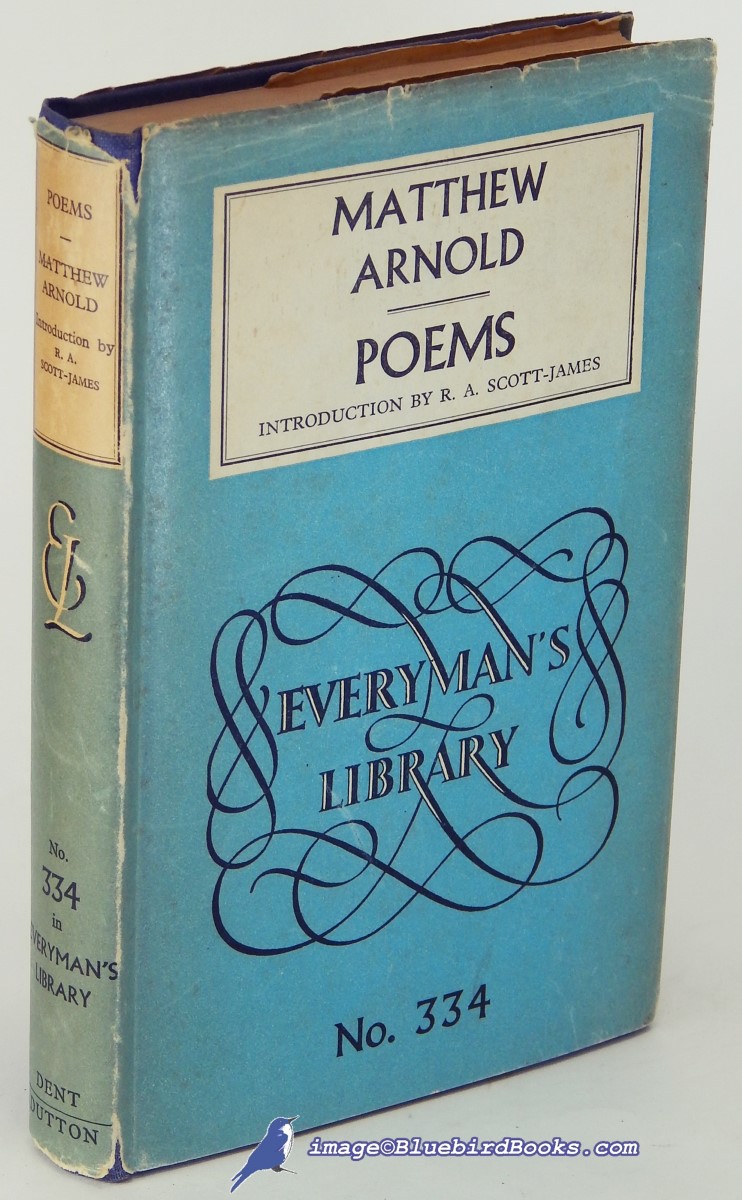 POEMS
MATTHEW
ARNOLD
Introduction by
R. A.
SCOTT-JAMES
EL
No.
334
in
EVERYMAN'S
LIBRARY
DENT
DUTTON
MATTHEW
ARNOLD
POEMS
INTRODUCTION BY R. A. SCOTT-JAMES
EVERYMAN'S
LIBRARY
No. 334
image©BluebirdBooks.com